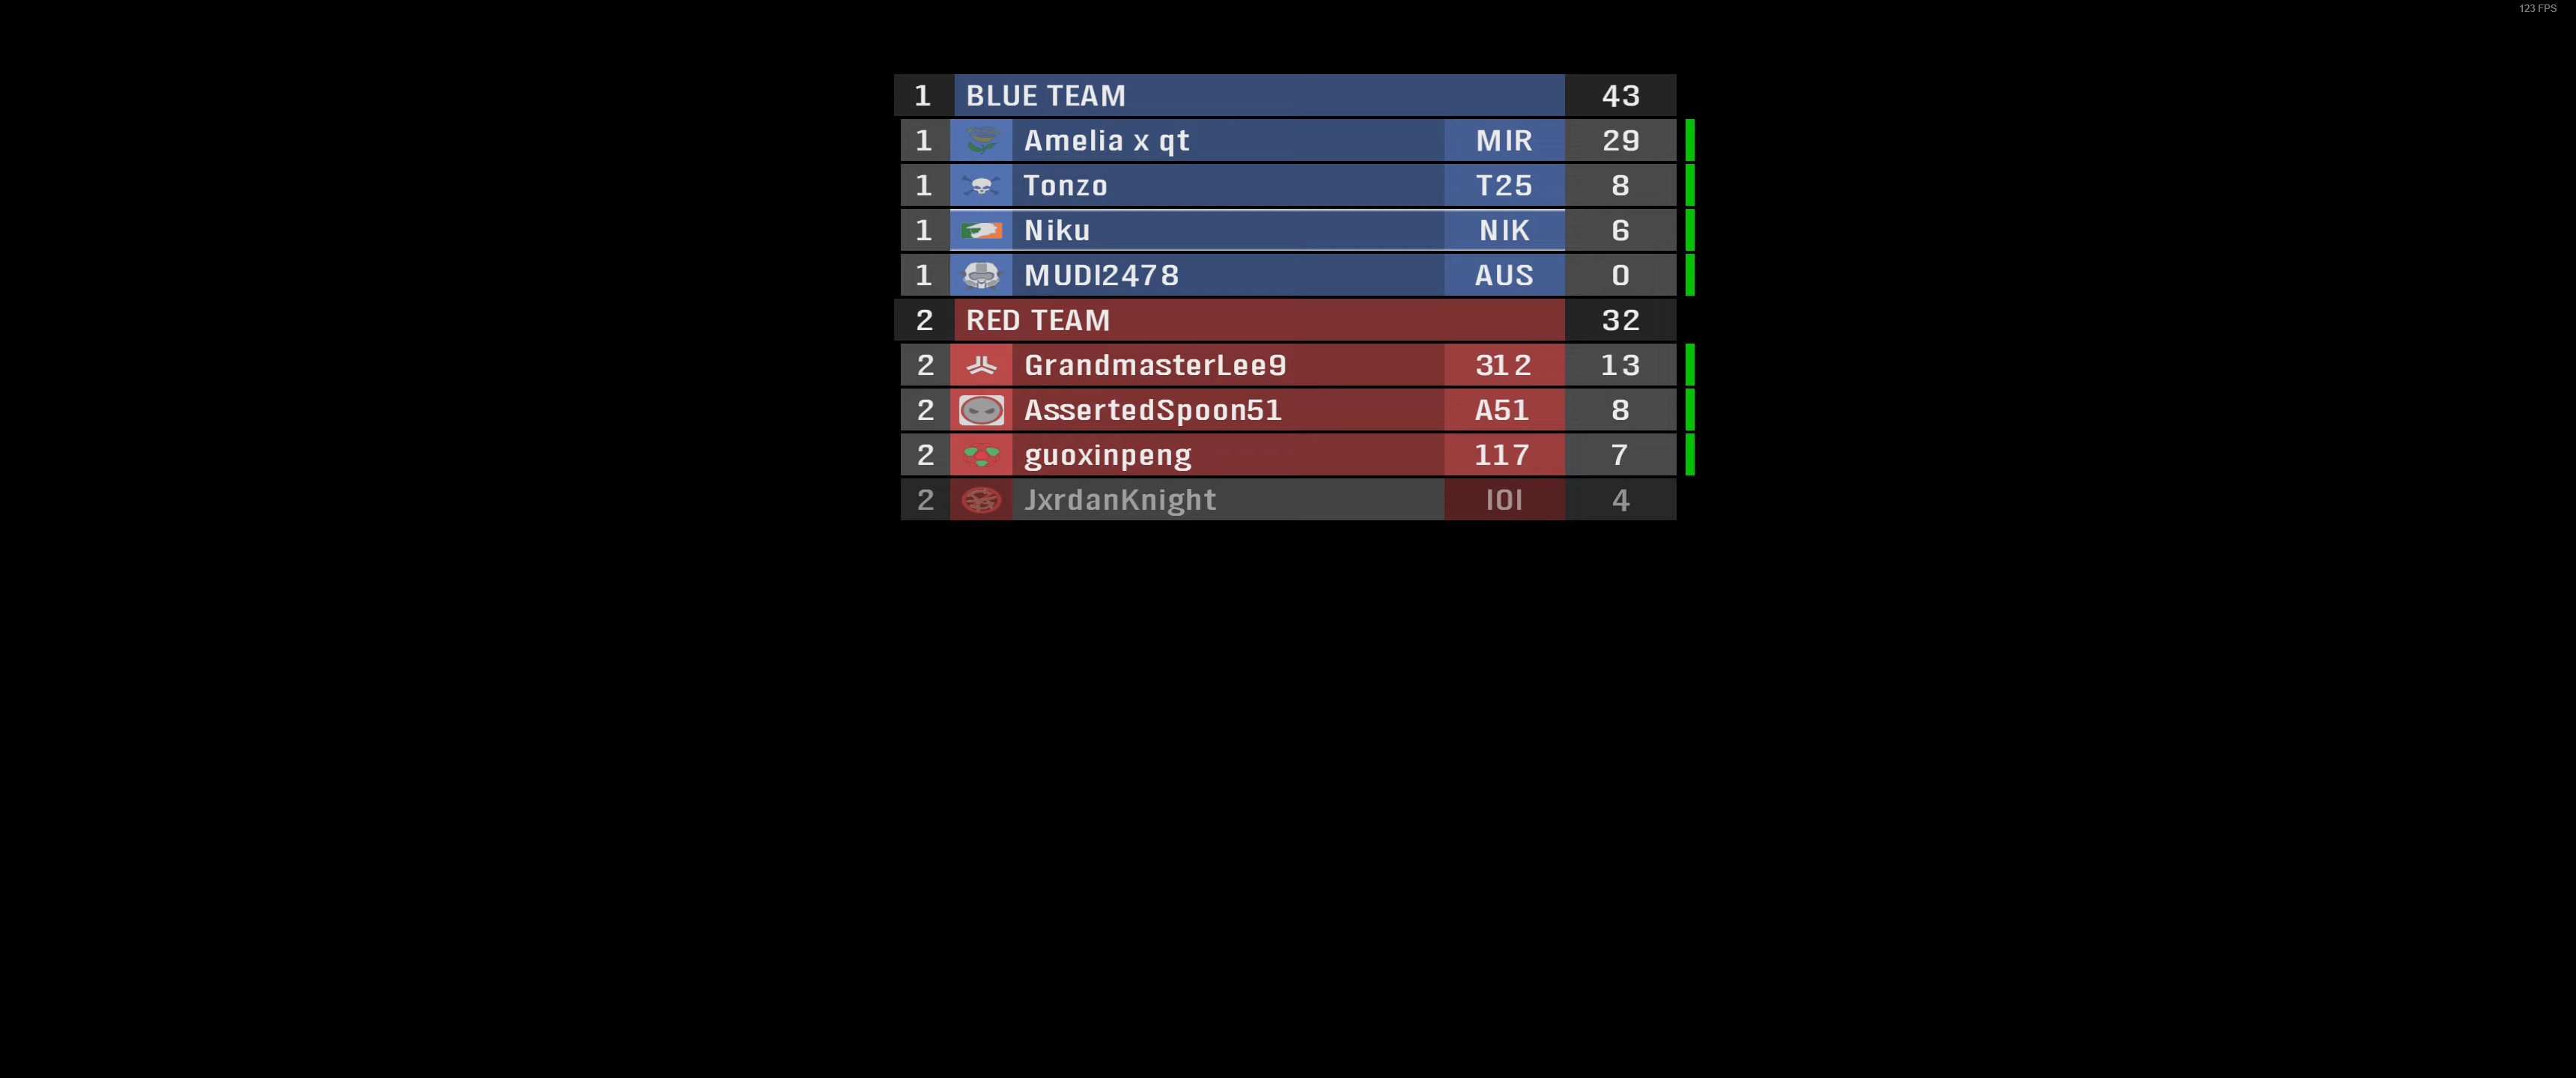 123 FPS
1 BLUE TEAM 43
1 Amelia x qt MIR 29
1 Tonzo T25 8
1 Niku NIK 6
1 MUDI2478 AUS 0
2 RED TEAM 32
2 GrandmasterLee9 312 13
2 AssertedSpoon51 A51 8
2 guoxinpeng 117 7
2 JxrdanKnight IOI 4